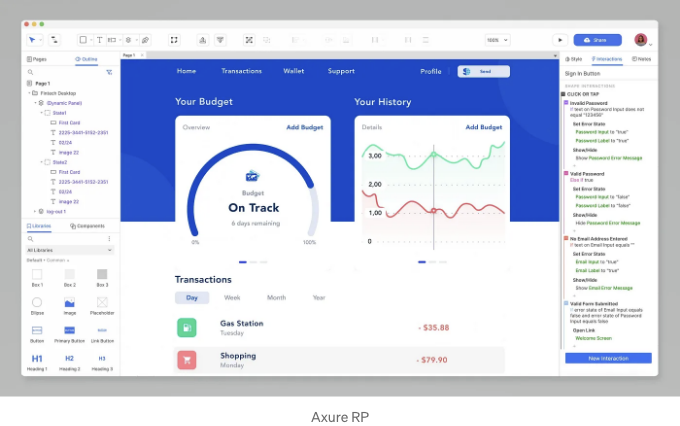 100%
Share
Pages
Outline
Page 1
Fintech Desktop
(Dynamic Panel)
State1
First Card
2225-3441-5152-2351
02/24
Image 22
State2
First Card
2225-3441-5152-2351
02/24
Image 22
log-out 1
Libraries
Components
All Libraries
Default › Common
Box 1
Box 2
Box 3
Ellipse
Image
Placeholder
Button
Primary Button
Link Button
H1
H2
H3
Heading 1
Heading 2
Heading 3
Page 1
Home
Transactions
Wallet
Support
Profile
Send
Your Budget
Overview
Add Budget
Budget
On Track
6 days remaining
0%
100%
Your History
Details
Add Budget
3,00
2,00
1,00
0
Transactions
Day
Week
Month
Year
Gas Station
Tuesday
- $35.88
Shopping
Monday
- $79.90
Style
Interactions
Notes
Sign In Button
SHAPE INTERACTIONS
CLICK OR TAP
Invalid Password
If text on Password Input does not
equal "123456"
Set Error State
Password Input to "true"
Password Label to "true"
Show/Hide
Show Password Error Message
Valid Password
Else If true
Set Error State
Password Input to "false"
Password Label to "false"
Show/Hide
Hide Password Error Message
No Email Address Entered
If text on Email Input equals ""
Set Error State
Email Input to "true"
Email Label to "true"
Show/Hide
Show Email Error Message
Valid Form Submitted
If error state of Email Input equals
false and error state of Password
Input equals false
Open Link
Welcome Screen
New Interaction
Axure RP